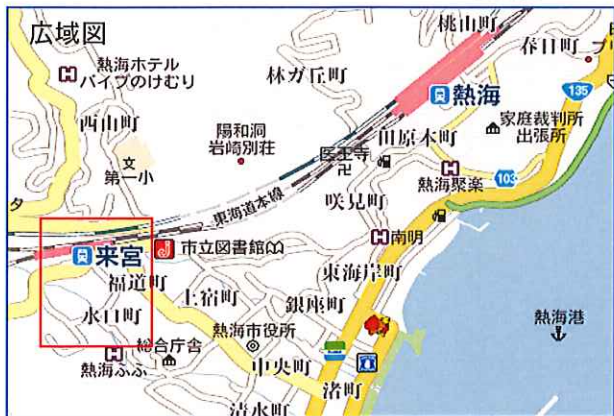 広域図
桃山町
春日町
熱海ホテル
パイプのけむり
林ガ丘町
熱海
135
西山町
陽和洞
岩崎別荘
田原本町
家庭裁判所
出張所
文
第一小
医王寺
卍
103
熱海聚楽
東海道本線
咲見町
来宮
市立図書館
南明
福道町
東海岸町
上宿町
銀座町
水口町
熱海港
熱海市役所
総合庁舎
熱海ふふ
中央町
渚町
清水町